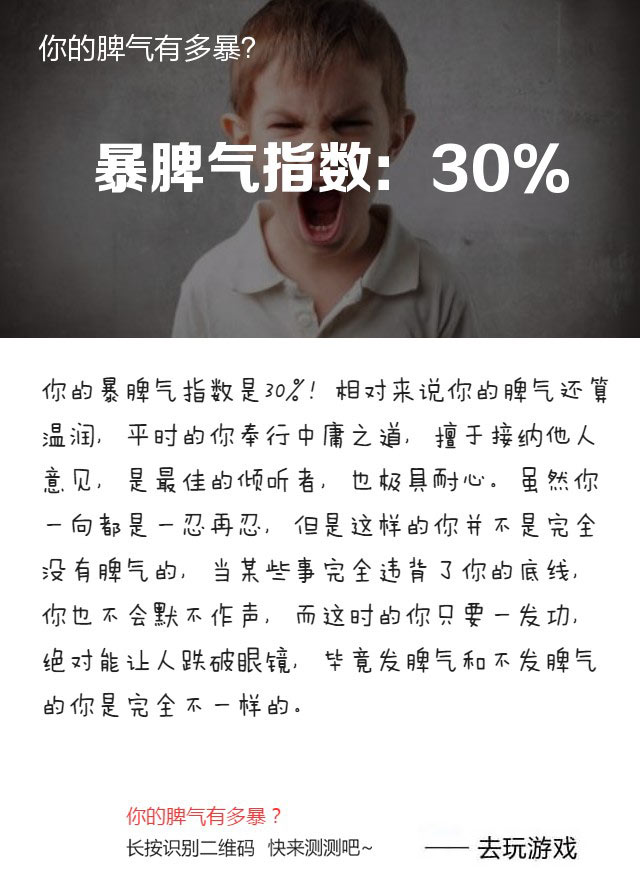 你的脾气有多暴?
暴脾气指数: 30%
你的暴脾气指数是30%! 相对来说你的脾气还算
温润, 平时的你奉行中庸之道, 擅于接纳他人
意见, 是最佳的倾听者, 也极具耐心。虽然你
一向都是一忍再忍, 但是这样的你并不是完全
没有脾气的, 当某些事完全违背了你的底线,
你也不会默不作声, 而这时的你只要一发功,
绝对能让人跌破眼镜, 毕竟发脾气和不发脾气
的你是完全不一样的。
你的脾气有多暴？
长按识别二维码 快来测测吧~ —— 去玩游戏